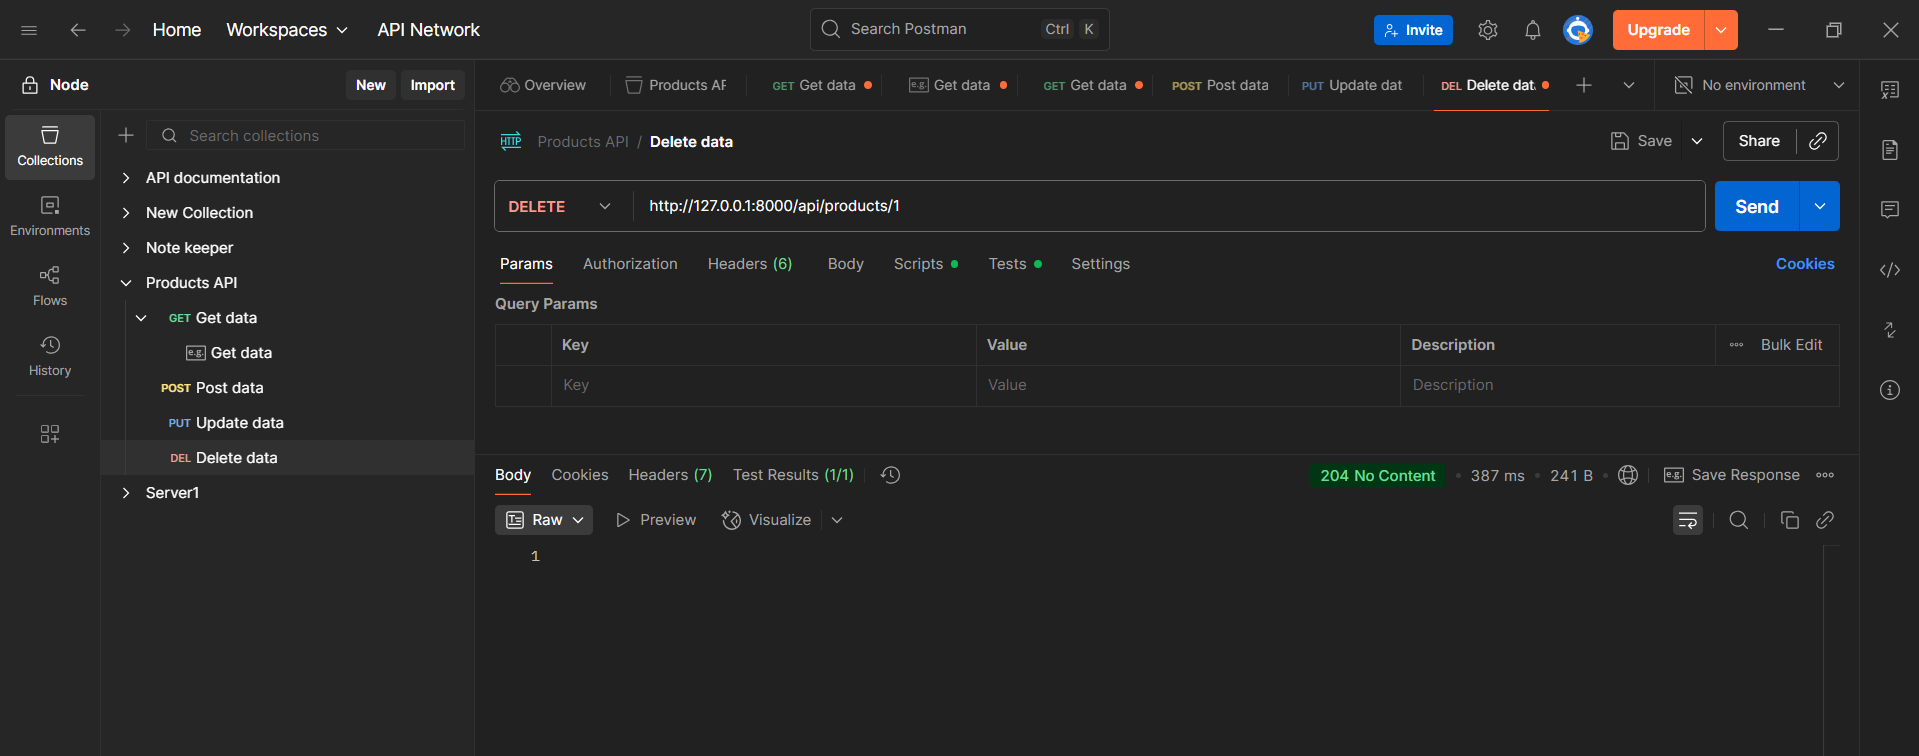 Home
Workspaces
API Network
Search Postman
Ctrl K
Invite
Upgrade
Node
New
Import
Overview
Products AF
GET Get data
e.g. Get data
GET Get data
POST Post data
PUT Update dat
DEL Delete dat
No environment
Collections
Environments
Flows
History
Search collections
API documentation
New Collection
Note keeper
Products API
GET Get data
e.g. Get data
POST Post data
PUT Update data
DEL Delete data
Server1
HTTP Products API / Delete data
Save
Share
DELETE
http://127.0.0.1:8000/api/products/1
Send
Params
Authorization
Headers (6)
Body
Scripts
Tests
Settings
Cookies
Query Params
Key
Value
Description
Bulk Edit
Key
Value
Description
Body
Cookies
Headers (7)
Test Results (1/1)
204 No Content
387 ms
241 B
e.g. Save Response
Raw
Preview
Visualize
1